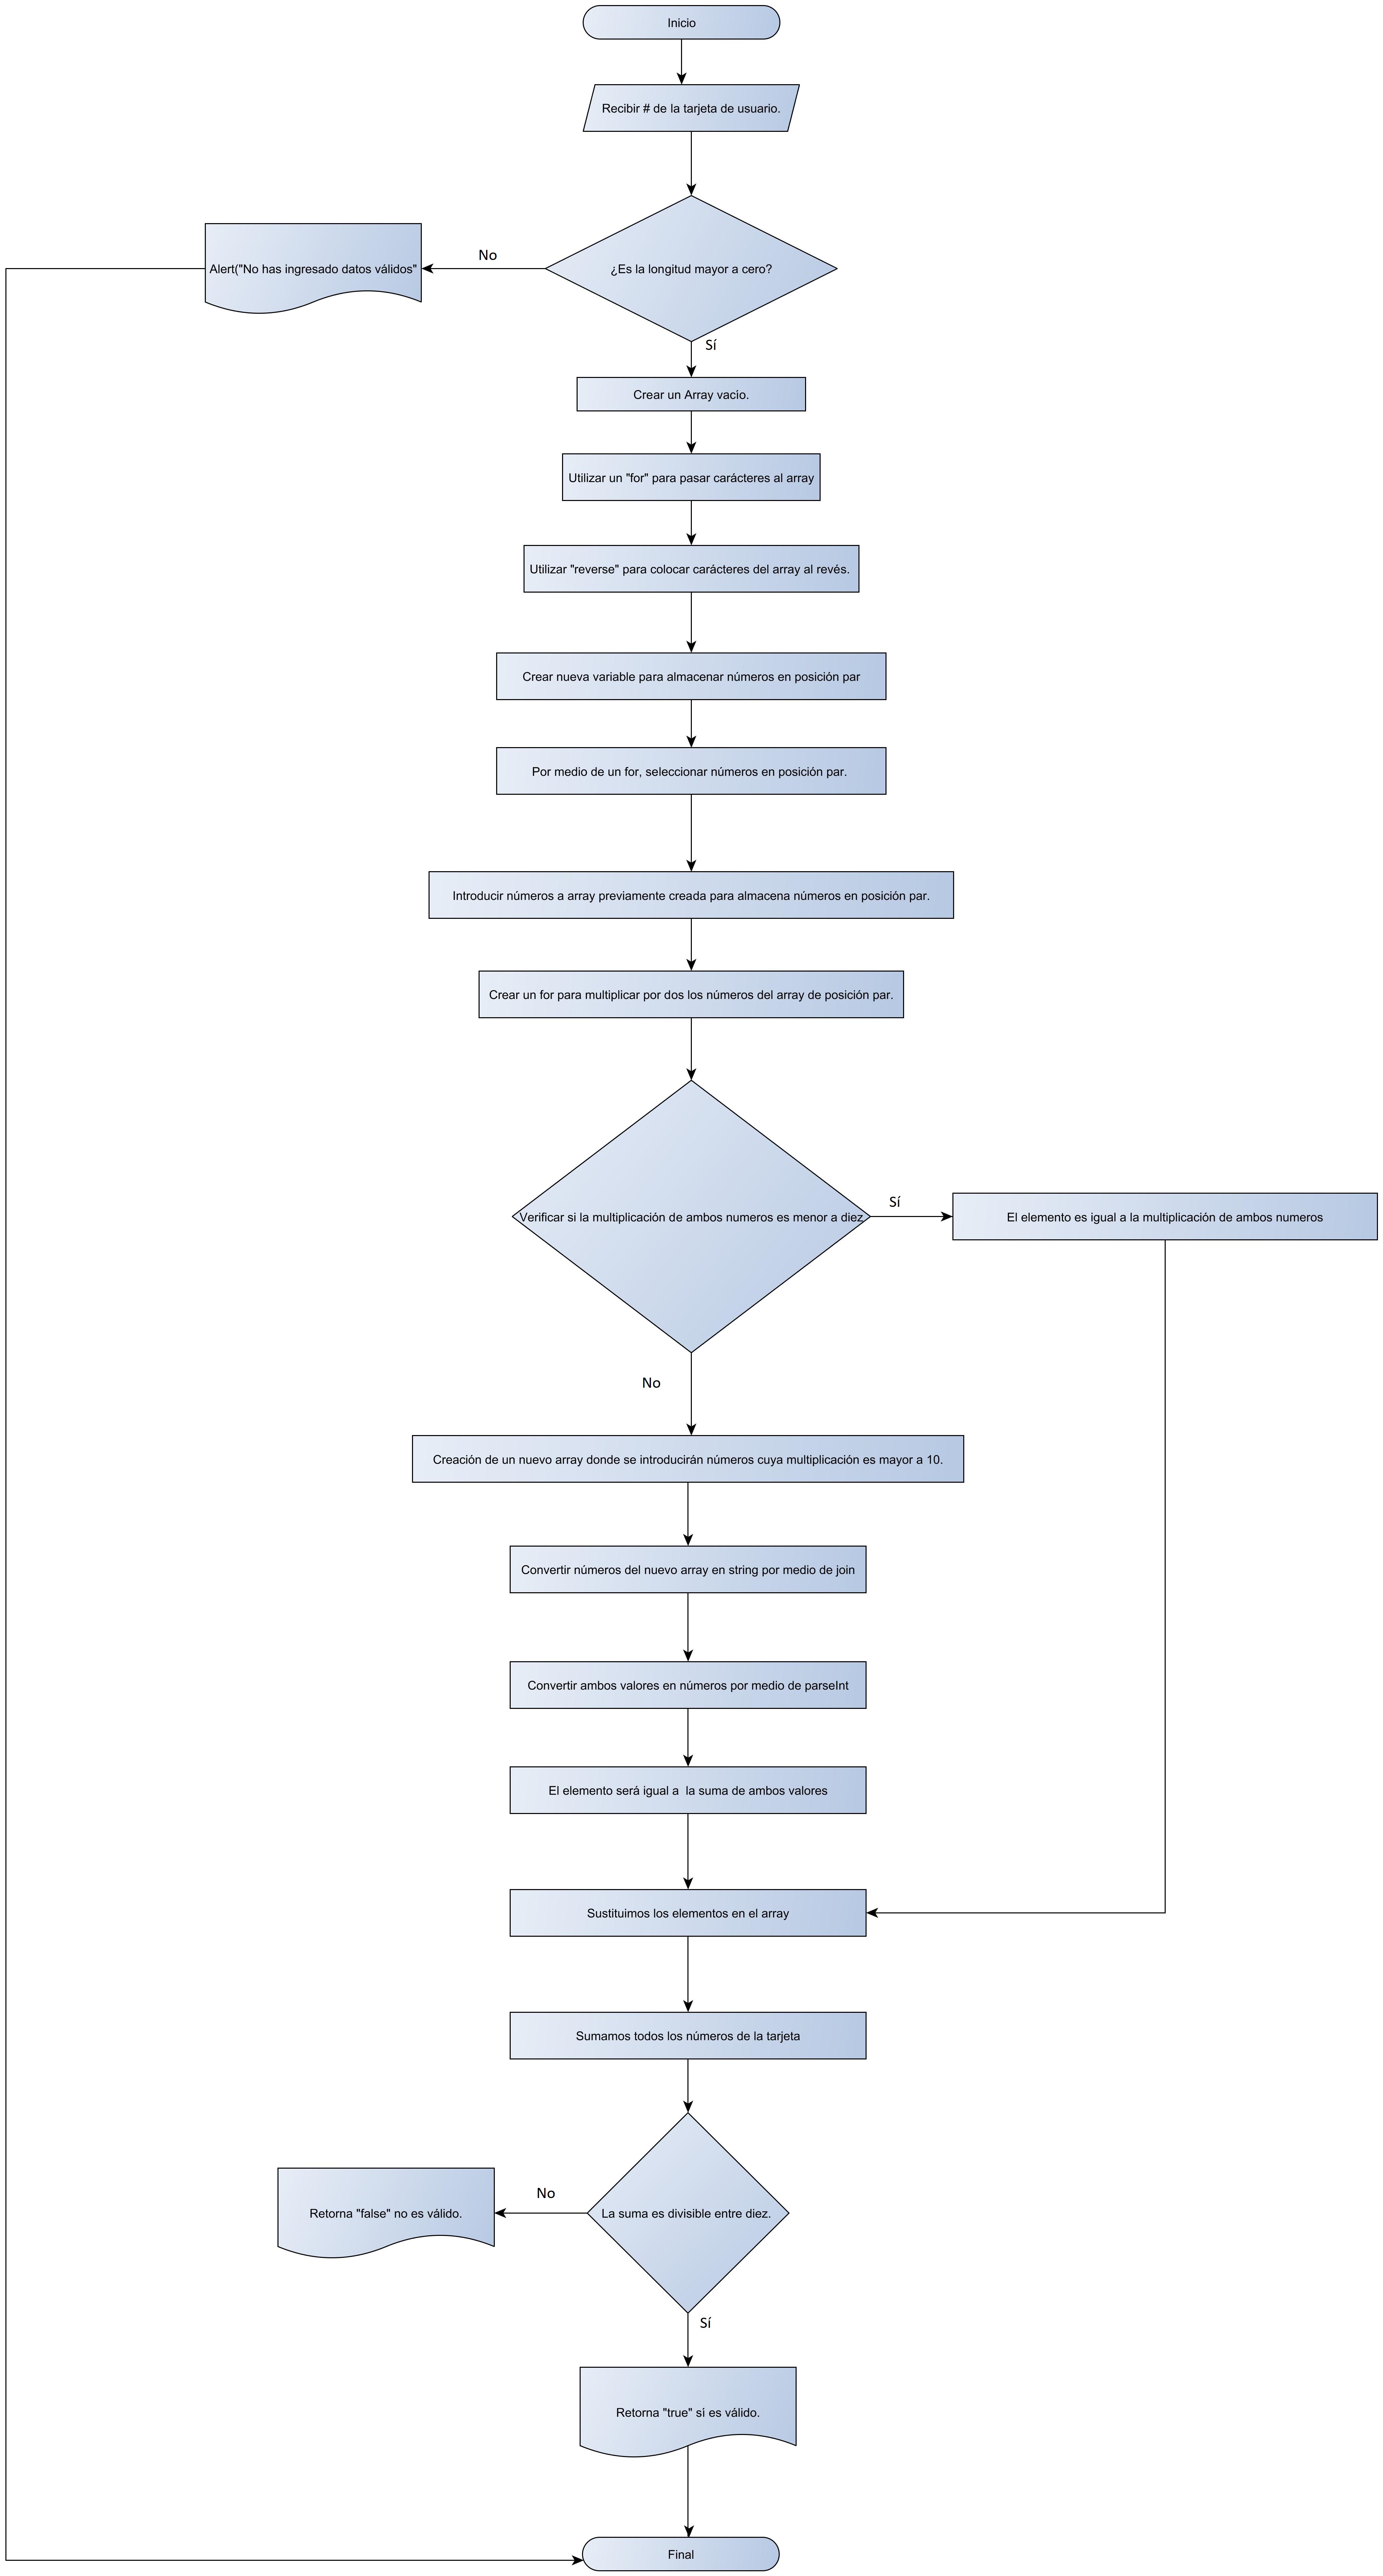 Inicio
Recibir # de la tarjeta de usuario.
¿Es la longitud mayor a cero?
No
Alert("No has ingresado datos válidos"
Sí
Crear un Array vacío.
Utilizar un "for" para pasar carácteres al array
Utilizar "reverse" para colocar carácteres del array al revés.
Crear nueva variable para almacenar números en posición par
Por medio de un for, seleccionar números en posición par.
Introducir números a array previamente creada para almacena números en posición par.
Crear un for para multiplicar por dos los números del array de posición par.
Verificar si la multiplicación de ambos numeros es menor a diez
Sí
El elemento es igual a la multiplicación de ambos numeros
No
Creación de un nuevo array donde se introducirán números cuya multiplicación es mayor a 10.
Convertir números del nuevo array en string por medio de join
Convertir ambos valores en números por medio de parseInt
El elemento será igual a la suma de ambos valores
Sustituimos los elementos en el array
Sumamos todos los números de la tarjeta
La suma es divisible entre diez.
No
Retorna "false" no es válido.
Sí
Retorna "true" si es válido.
Final